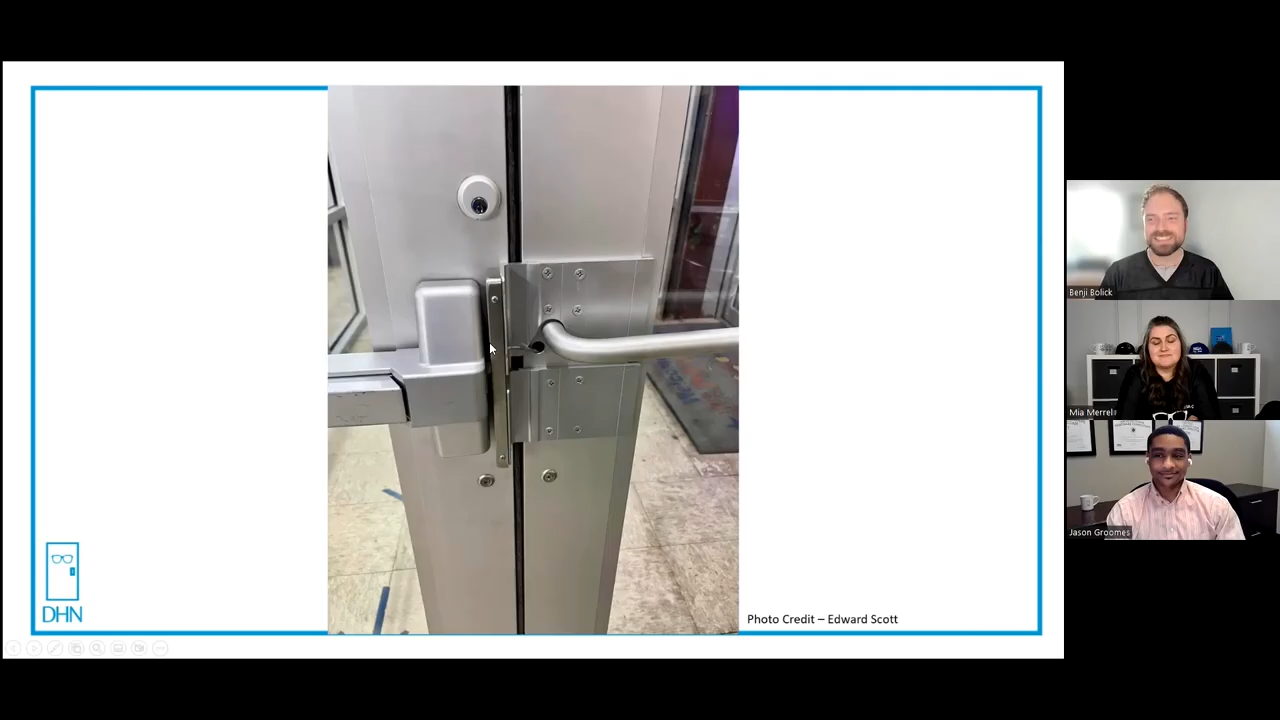 DHN
Photo Credit – Edward Scott
Benji Bolick
Mia Merrell
Jason Groomes